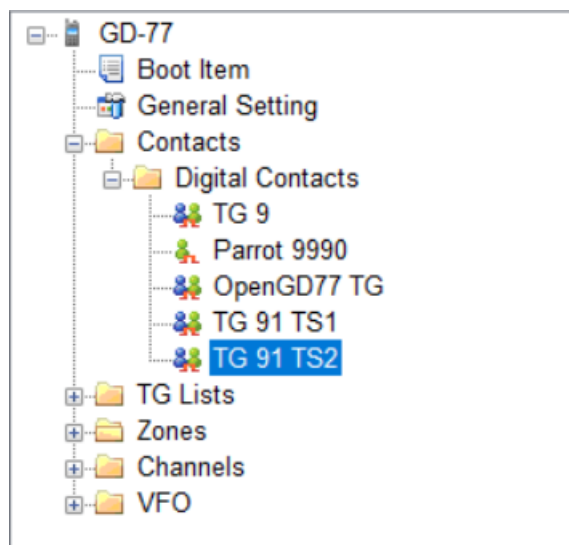 GD-77
Boot Item
General Setting
Contacts
Digital Contacts
TG 9
Parrot 9990
OpenGD77 TG
TG 91 TS1
TG 91 TS2
TG Lists
Zones
Channels
VFO